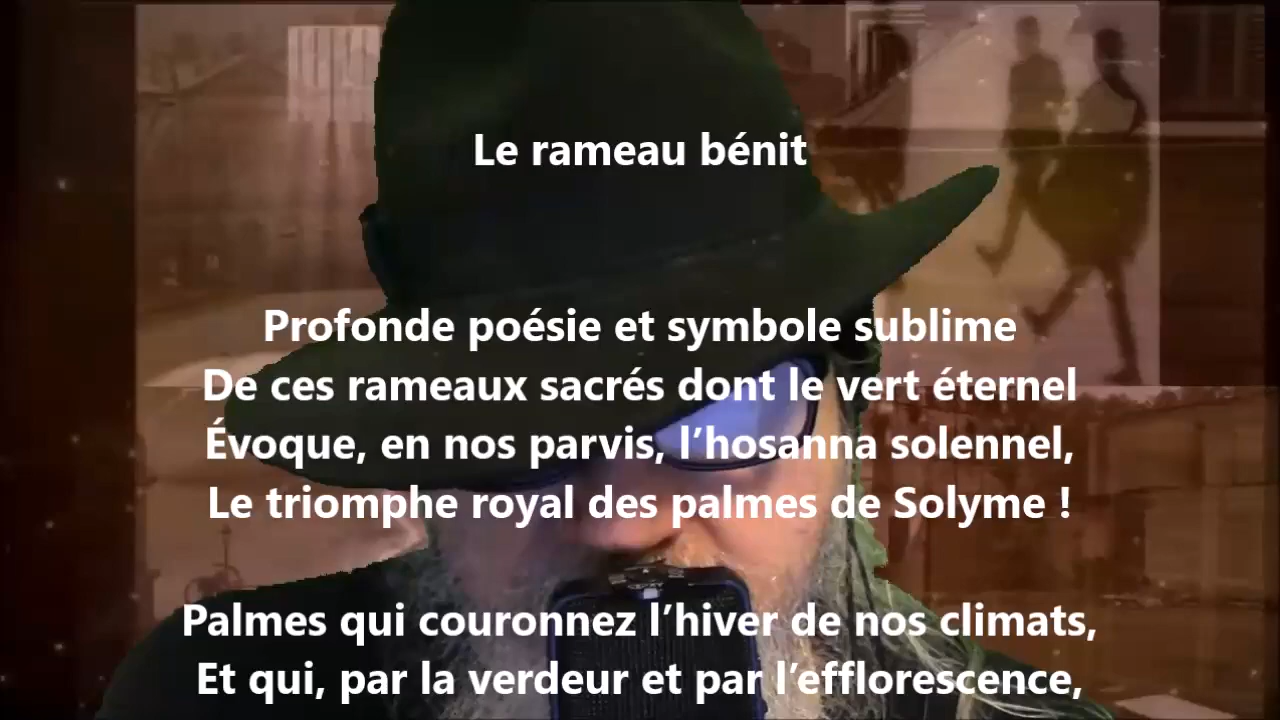 Le rameau bénit
Profonde poésie et symbole sublime
De ces rameaux sacrés dont le vert éternel
Évoque, en nos parvis, l’hosanna solennel,
Le triomphe royal des palmes de Solyme !
Palmes qui couronnez l’hiver de nos climats,
Et qui, par la verdeur et par l’efflorescence,